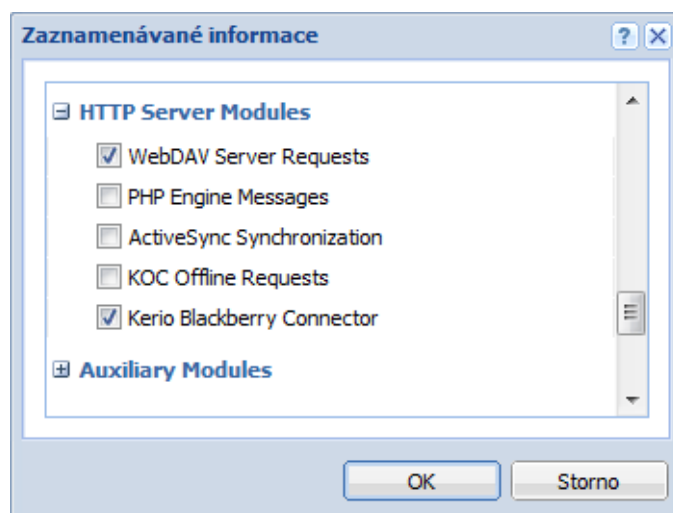 Zaznamenávané informace
HTTP Server Modules
WebDAV Server Requests
PHP Engine Messages
ActiveSync Synchronization
KOC Offline Requests
Kerio Blackberry Connector
Auxiliary Modules
OK Storno